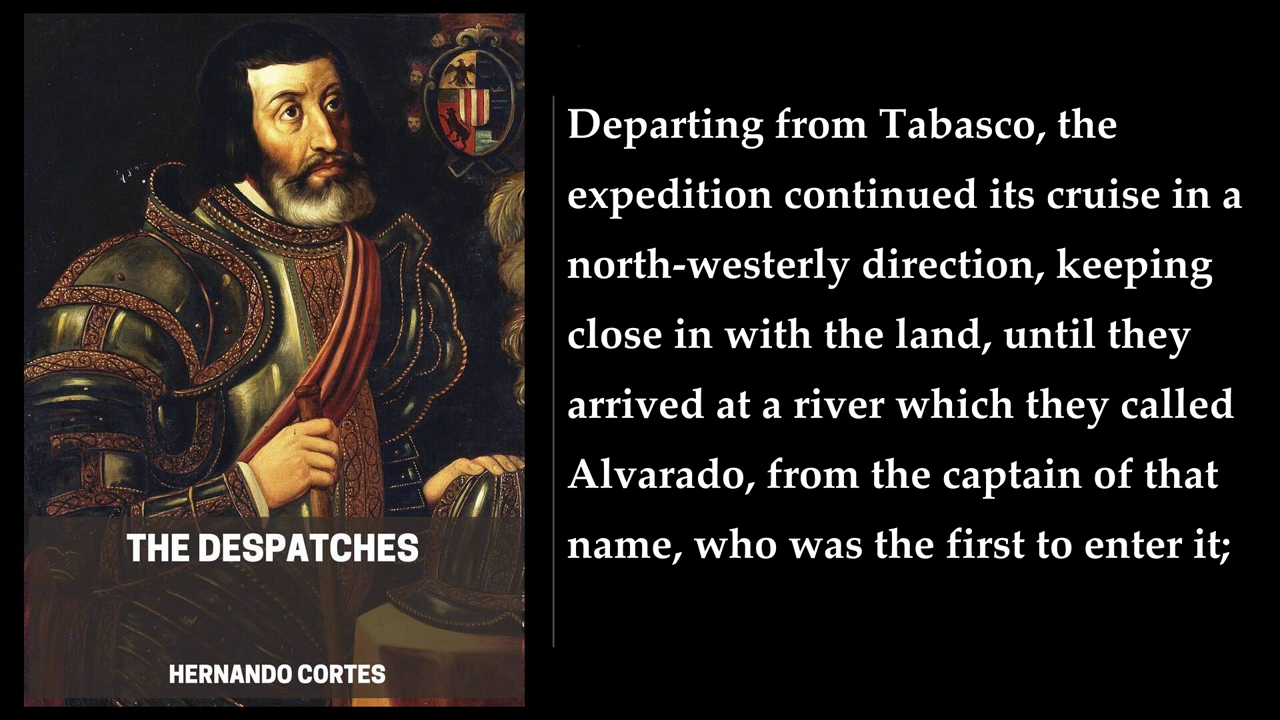 THE DESPATCHES
HERNANDO CORTES
Departing from Tabasco, the
expedition continued its cruise in a
north-westerly direction, keeping
close in with the land, until they
arrived at a river which they called
Alvarado, from the captain of that
name, who was the first to enter it;